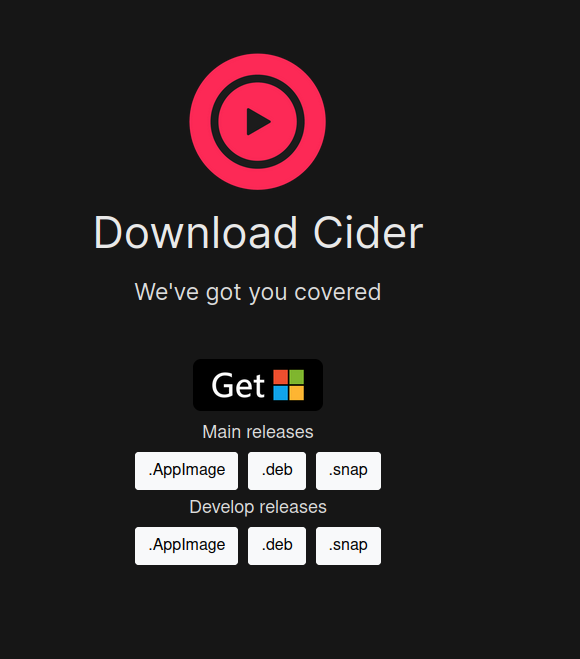 Download Cider
We've got you covered
Get
Main releases
.AppImage .deb .snap
Develop releases
.AppImage .deb .snap